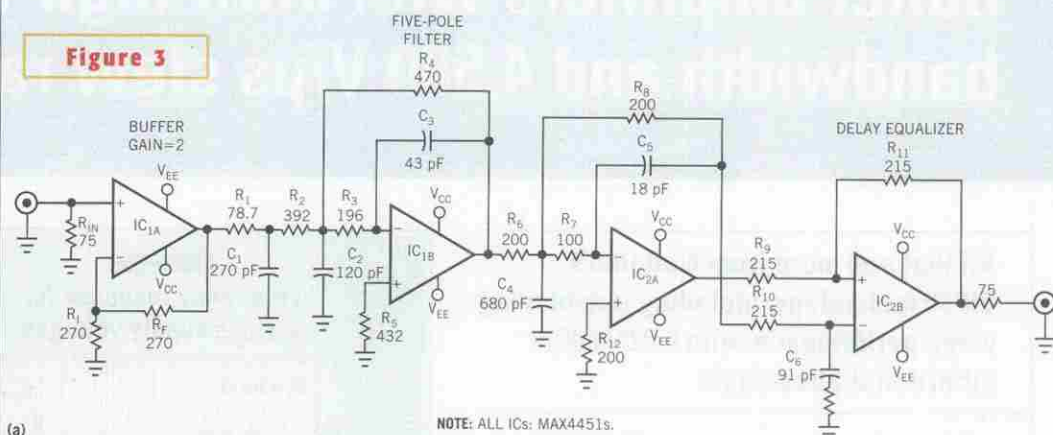 bandwidth and
Figure 3
FIVE-POLE
FILTER
R4
470
C3
43 pF
R8
200
C5
18 pF
BUFFER
GAIN=2
DELAY EQUALIZER
R11
215
VEE
+
IC1A
−
VCC
RIN
75
RF
270
270
R1
78.7
R2
392
R3
196
C1
270 pF
C2
120 pF
VCC
−
IC1B
+
VEE
R5
432
R6
200
R7
100
C4
680 pF
VCC
IC2A
+
VEE
R12
200
R9
215
R10
215
VCC
+
IC2B
VEE
C6
91 pF
75
(a)
NOTE: ALL ICs: MAX4451s.